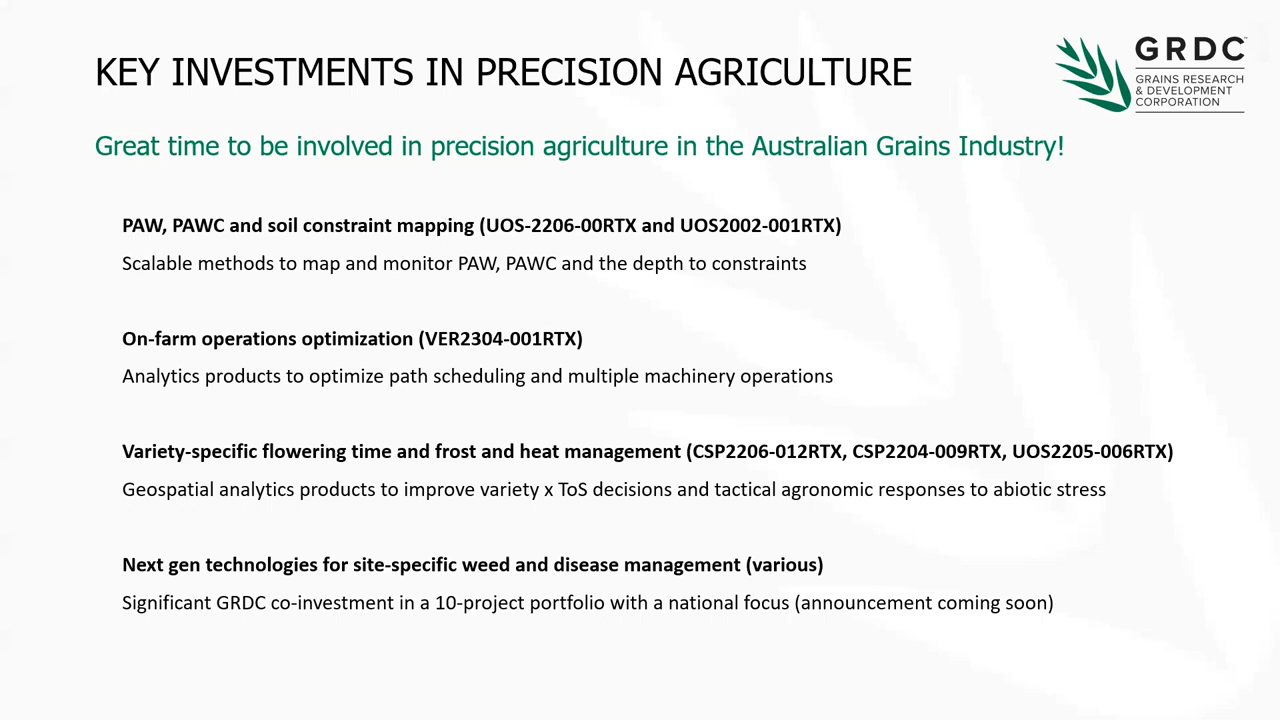 KEY INVESTMENTS IN PRECISION AGRICULTURE
GRDC™
GRAINS RESEARCH
& DEVELOPMENT
CORPORATION
Great time to be involved in precision agriculture in the Australian Grains Industry!
PAW, PAWC and soil constraint mapping (UOS-2206-00RTX and UOS2002-001RTX)
Scalable methods to map and monitor PAW, PAWC and the depth to constraints
On-farm operations optimization (VER2304-001RTX)
Analytics products to optimize path scheduling and multiple machinery operations
Variety-specific flowering time and frost and heat management (CSP2206-012RTX, CSP2204-009RTX, UOS2205-006RTX)
Geospatial analytics products to improve variety x ToS decisions and tactical agronomic responses to abiotic stress
Next gen technologies for site-specific weed and disease management (various)
Significant GRDC co-investment in a 10-project portfolio with a national focus (announcement coming soon)